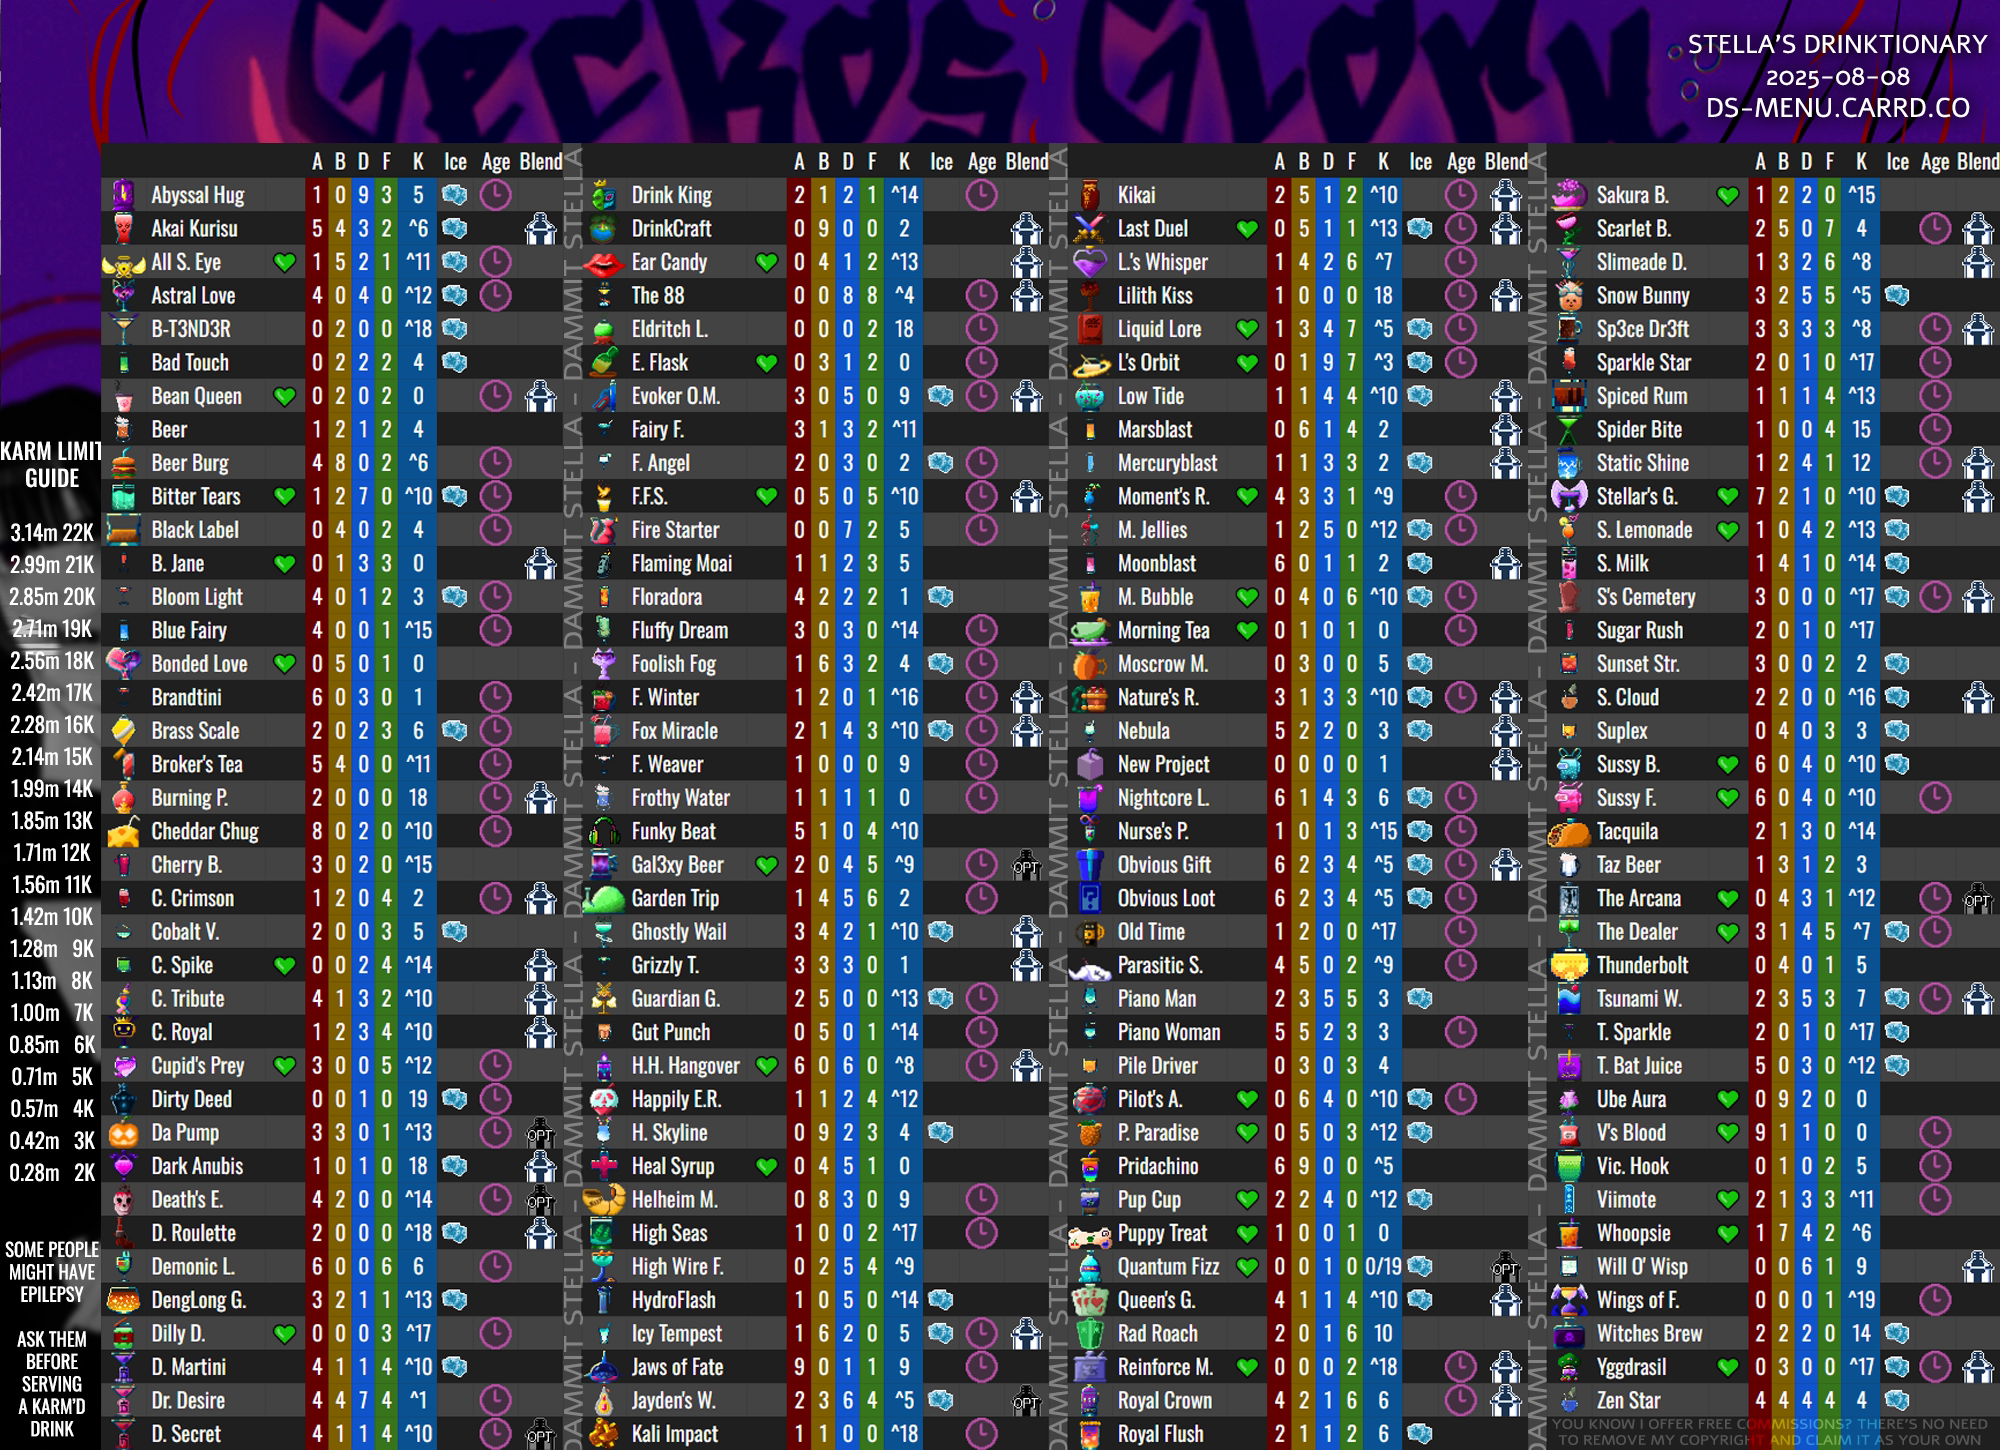 GECKOS GLORY
STELLA'S DRINKTIONARY
2025-08-08
DS-MENU.CARRD.CO
KARM LIMIT
GUIDE
3.14m 22K
2.99m 21K
2.85m 20K
2.71m 19K
2.56m 18K
2.42m 17K
2.28m 16K
2.14m 15K
1.99m 14K
1.85m 13K
1.71m 12K
1.56m 11K
1.42m 10K
1.28m 9K
1.13m 8K
1.00m 7K
0.85m 6K
0.71m 5K
0.57m 4K
0.42m 3K
0.28m 2K
SOME PEOPLE
MIGHT HAVE
EPILEPSY
ASK THEM
BEFORE
SERVING
A KARM'D
DRINK
A B D F K Ice Age Blend
Abyssal Hug 1 0 9 3 5
Akai Kurisu 5 4 3 2 ^6
All S. Eye 1 5 2 1 ^11
Astral Love 4 0 4 0 ^12
B-T3ND3R 0 2 0 0 ^18
Bad Touch 0 2 2 2 4
Bean Queen 0 2 0 2 0
Beer 1 2 1 2 4
Beer Burg 4 8 0 2 ^6
Bitter Tears 1 2 7 0 ^10
Black Label 0 4 0 2 4
B. Jane 0 1 3 3 0
Bloom Light 4 0 1 2 3
Blue Fairy 4 0 0 1 ^15
Bonded Love 0 5 0 1 0
Brandtini 6 0 3 0 1
Brass Scale 2 0 2 3 6
Broker's Tea 5 4 0 0 ^11
Burning P. 2 0 0 0 18
Cheddar Chug 8 0 2 0 ^10
Cherry B. 3 0 2 0 ^15
C. Crimson 1 2 0 4 2
Cobalt V. 2 0 0 3 5
C. Spike 0 0 2 4 ^14
C. Tribute 4 1 3 2 ^10
C. Royal 1 2 3 4 ^10
Cupid's Prey 3 0 0 5 ^12
Dirty Deed 0 0 1 0 19
Da Pump 3 3 0 1 ^13 OPT
Dark Anubis 1 0 1 0 18
Death's E. 4 2 0 0 ^14 OPT
D. Roulette 2 0 0 0 ^18
Demonic L. 6 0 0 6 6
DengLong G. 3 2 1 1 ^13
Dilly D. 0 0 0 3 ^17
D. Martini 4 1 1 4 ^10
Dr. Desire 4 4 7 4 ^1
D. Secret 4 1 1 4 ^10 OPT
DAMMIT STELLA - DAMMIT STELLA - DAMMIT STELLA - DAMMIT STELLA
A B D F K Ice Age Blend
Drink King 2 1 2 1 ^14
DrinkCraft 0 9 0 0 2
Ear Candy 0 4 1 2 ^13
The 88 0 0 8 8 ^4
Eldritch L. 0 0 0 2 18
E. Flask 0 3 1 2 0
Evoker O.M. 3 0 5 0 9
Fairy F. 3 1 3 2 ^11
F. Angel 2 0 3 0 2
F.F.S. 0 5 0 5 ^10
Fire Starter 0 0 7 2 5
Flaming Moai 1 1 2 3 5
Floradora 4 2 2 2 1
Fluffy Dream 3 0 3 0 ^14
Foolish Fog 1 6 3 2 4
F. Winter 1 2 0 1 ^16
Fox Miracle 2 1 4 3 ^10
F. Weaver 1 0 0 0 9
Frothy Water 1 1 1 1 0
Funky Beat 5 1 0 4 ^10
Gal3xy Beer 2 0 4 5 ^9 OPT
Garden Trip 1 4 5 6 2
Ghostly Wail 3 4 2 1 ^10
Grizzly T. 3 3 3 0 1
Guardian G. 2 5 0 0 ^13
Gut Punch 0 5 0 1 ^14
H.H. Hangover 6 0 6 0 ^8
Happily E.R. 1 1 2 4 ^12
H. Skyline 0 9 2 3 4
Heal Syrup 0 4 5 1 0
Helheim M. 0 8 3 0 9
High Seas 1 0 0 2 ^17
High Wire F. 0 2 5 4 ^9
HydroFlash 1 0 5 0 ^14
Icy Tempest 1 6 2 0 5
Jaws of Fate 9 0 1 1 9
Jayden's W. 2 3 6 4 ^5 OPT
Kali Impact 1 1 0 0 ^18
DAMMIT STELLA - DAMMIT STELLA - DAMMIT STELLA - DAMMIT STELLA
A B D F K Ice Age Blend
Kikai 2 5 1 2 ^10
Last Duel 0 5 1 1 ^13
L.'s Whisper 1 4 2 6 ^7
Lilith Kiss 1 0 0 0 18
Liquid Lore 1 3 4 7 ^5
L's Orbit 0 1 9 7 ^3
Low Tide 1 1 4 4 ^10
Marsblast 0 6 1 4 2
Mercuryblast 1 1 3 3 2
Moment's R. 4 3 3 1 ^9
M. Jellies 1 2 5 0 ^12
Moonblast 6 0 1 1 2
M. Bubble 0 4 0 6 ^10
Morning Tea 0 1 0 1 0
Moscrow M. 0 3 0 0 5
Nature's R. 3 1 3 3 ^10
Nebula 5 2 2 0 3
New Project 0 0 0 0 1
Nightcore L. 6 1 4 3 6
Nurse's P. 1 0 1 3 ^15
Obvious Gift 6 2 3 4 ^5
Obvious Loot 6 2 3 4 ^5
Old Time 1 2 0 0 ^17
Parasitic S. 4 5 0 2 ^9
Piano Man 2 3 5 5 3
Piano Woman 5 5 2 3 3
Pile Driver 0 3 0 3 4
Pilot's A. 0 6 4 0 ^10
P. Paradise 0 5 0 3 ^12
Pridachino 6 9 0 0 ^5
Pup Cup 2 2 4 0 ^12
Puppy Treat 1 0 0 1 0
Quantum Fizz 0 0 1 0 0/19 OPT
Queen's G. 4 1 1 4 ^10
Rad Roach 2 0 1 6 10
Reinforce M. 0 0 0 2 ^18
Royal Crown 4 2 1 6 6
Royal Flush 2 1 1 2 6
DAMMIT STELLA - DAMMIT STELLA - DAMMIT STELLA - DAMMIT STELLA
A B D F K Ice Age Blend
Sakura B. 1 2 2 0 ^15
Scarlet B. 2 5 0 7 4
Slimeade D. 1 3 2 6 ^8
Snow Bunny 3 2 5 5 ^5
Sp3ce Dr3ft 3 3 3 3 ^8
Sparkle Star 2 0 1 0 ^17
Spiced Rum 1 1 1 4 ^13
Spider Bite 1 0 0 4 15
Static Shine 1 2 4 1 12
Stellar's G. 7 2 1 0 ^10
S. Lemonade 1 0 4 2 ^13
S. Milk 1 4 1 0 ^14
S's Cemetery 3 0 0 0 ^17
Sugar Rush 2 0 1 0 ^17
Sunset Str. 3 0 0 2 2
S. Cloud 2 2 0 0 ^16
Suplex 0 4 0 3 3
Sussy B. 6 0 4 0 ^10
Sussy F. 6 0 4 0 ^10
Tacquila 2 1 3 0 ^14
Taz Beer 1 3 1 2 3
The Arcana 0 4 3 1 ^12 OPT
The Dealer 3 1 4 5 ^7
Thunderbolt 0 4 0 1 5
Tsunami W. 2 3 5 3 7
T. Sparkle 2 0 1 0 ^17
T. Bat Juice 5 0 3 0 ^12
Ube Aura 0 9 2 0 0
V's Blood 9 1 1 0 0
Vic. Hook 0 1 0 2 5
Viimote 2 1 3 3 ^11
Whoopsie 1 7 4 2 ^6
Will O' Wisp 0 0 6 1 9
Wings of F. 0 0 0 1 ^19
Witches Brew 2 2 2 0 14
Yggdrasil 0 3 0 0 ^17
Zen Star 4 4 4 4 4
YOU KNOW I OFFER FREE COMMISSIONS? THERE'S NO NEED
TO REMOVE MY COPYRIGHT AND CLAIM IT AS YOUR OWN